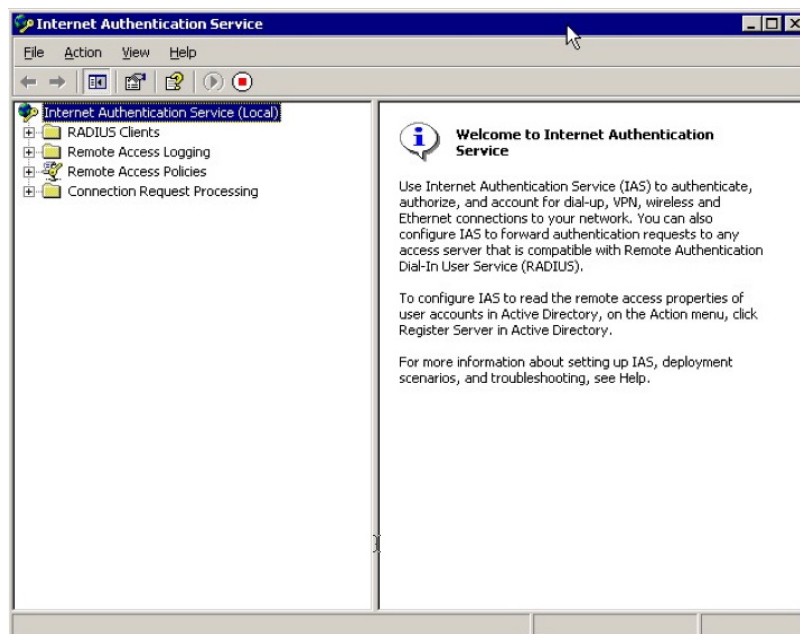 Internet Authentication Service
File Action View Help
Internet Authentication Service (Local)
RADIUS Clients
Remote Access Logging
Remote Access Policies
Connection Request Processing
Welcome to Internet Authentication
Service
Use Internet Authentication Service (IAS) to authenticate,
authorize, and account for dial-up, VPN, wireless and
Ethernet connections to your network. You can also
configure IAS to forward authentication requests to any
access server that is compatible with Remote Authentication
Dial-In User Service (RADIUS).
To configure IAS to read the remote access properties of
user accounts in Active Directory, on the Action menu, click
Register Server in Active Directory.
For more information about setting up IAS, deployment
scenarios, and troubleshooting, see Help.